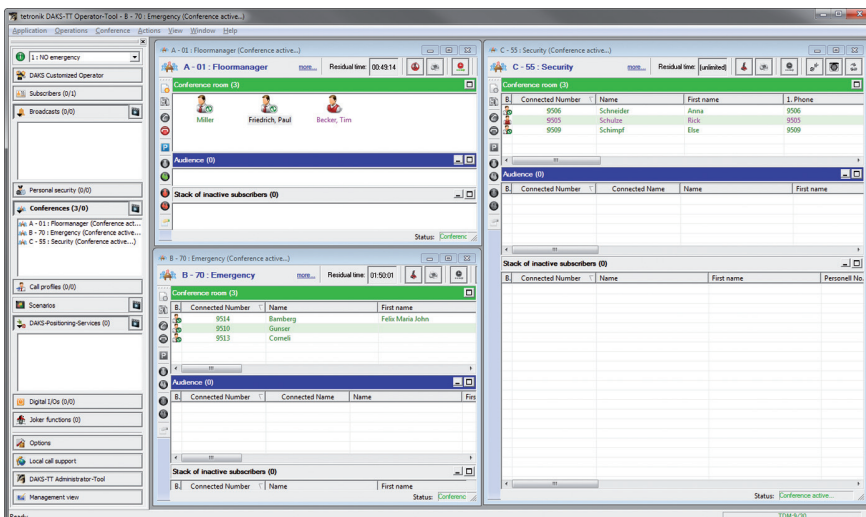 tetronik DAKS-TT Operator-Tool - B - 70 : Emergency (Conference active...)
Application Operations Conference Actions View Window Help
1 : NO emergency
DAKS Customized Operator
Subscribers (0/1)
Broadcasts (0/0)
Personal security (0/0)
Conferences (3/0)
A - 01 : Floormanager (Conference act...
B - 70 : Emergency (Conference active...)
C - 55 : Security (Conference active...)
Call profiles (0/0)
Scenarios
DAKS-Positioning-Services (0)
Digital I/Os (0/0)
Joker functions (0)
Options
Local call support
DAKS-TT Administrator-Tool
Management view
A - 01 : Floormanager (Conference active...)
A - 01 : Floormanager more... Residual time: 00:49:14
Conference room (3)
Miller Friedrich, Paul Becker, Tim
Audience (0)
Stack of inactive subscribers (0)
Status: Conferenc
B - 70 : Emergency (Conference active...)
B - 70 : Emergency more... Residual time: 01:50:01
Conference room (3)
B. Connected Number Name First name
9514 Bamberg Felix Maria John
9510 Gunser
9513 Corneli
Audience (0)
B. Connected Number Connected Name Name Firs
Stack of inactive subscribers (0)
B. Connected Number Name First name
Status: Conferenc
C - 55 : Security (Conference active...)
C - 55 : Security more... Residual time: (unlimited)
Conference room (3)
B. Connected Number Name First name 1. Phone
9506 Schneider Anna 9506
9505 Schulze Rick 9505
9509 Schimpf Else 9509
Audience (0)
B. Connected Number Connected Name Name First name
Stack of inactive subscribers (0)
B. Connected Number Name First name Personell No.
Status: Conference active...
Ready
TDM:9/30